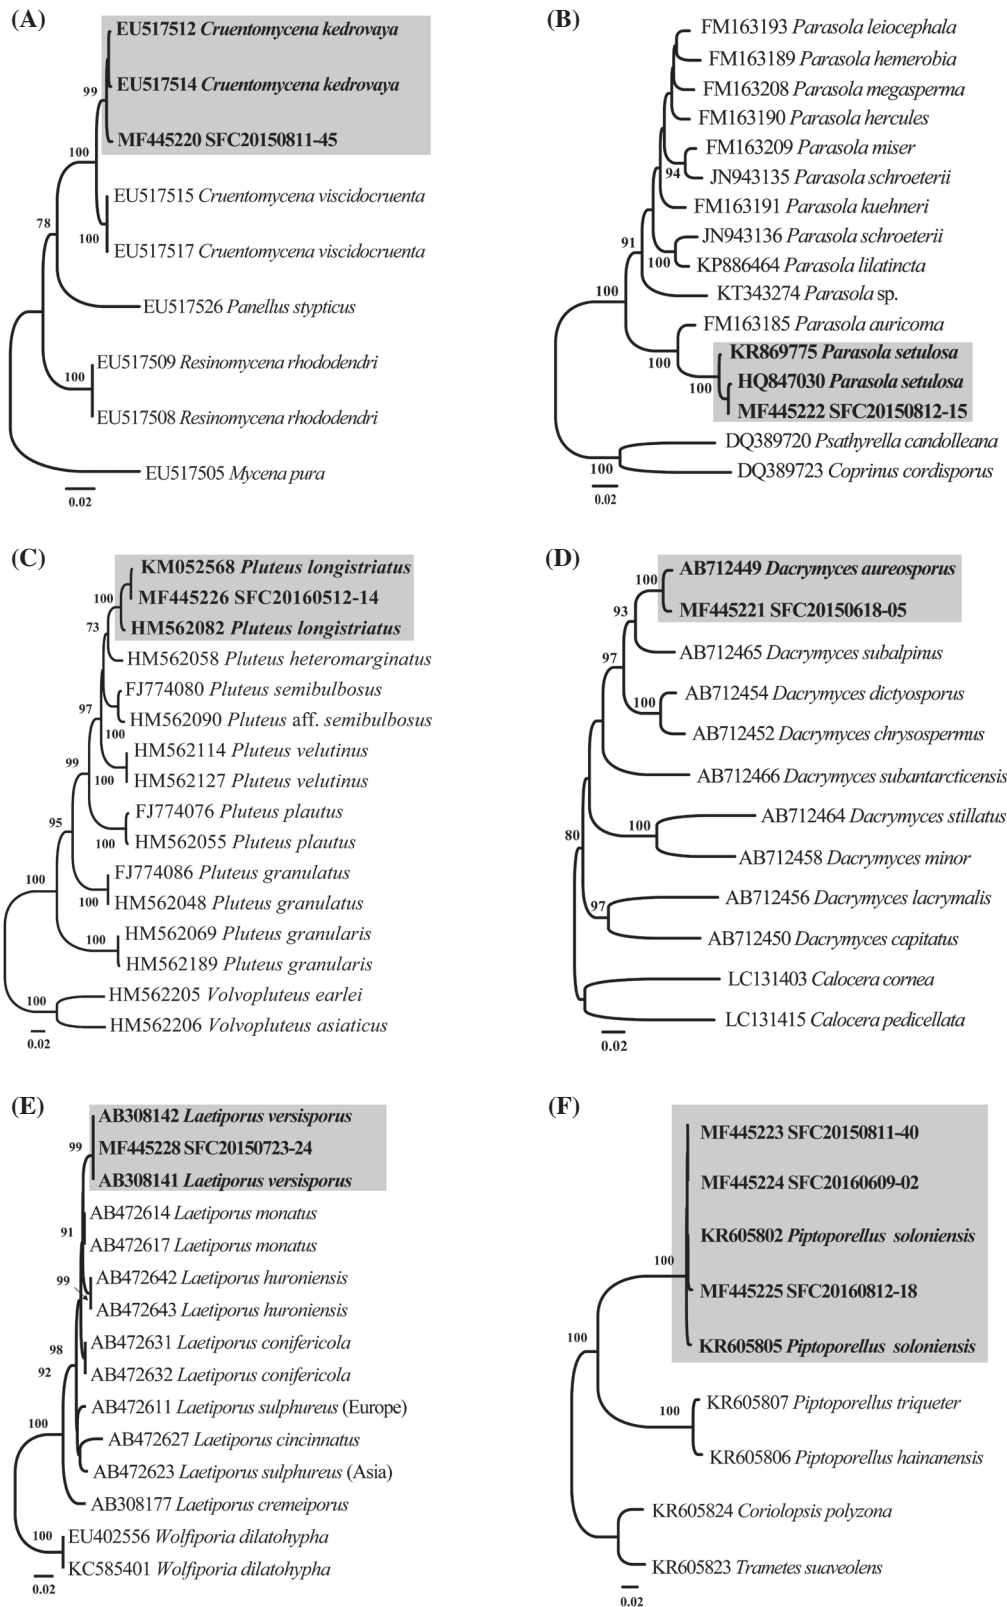 (A)
EU517512 Cruentomycena kedrovaya
EU517514 Cruentomycena kedrovaya
99
MF445220 SFC20150811-45
100
EU517515 Cruentomycena viscidocruenta
78
100
EU517517 Cruentomycena viscidocruenta
EU517526 Panellus stypticus
EU517509 Resinomycena rhododendri
100
EU517508 Resinomycena rhododendri
EU517505 Mycena pura
0.02
(B)
FM163193 Parasola leiocephala
FM163189 Parasola hemerobia
FM163208 Parasola megasperma
FM163190 Parasola hercules
FM163209 Parasola miser
94
JN943135 Parasola schroeterii
FM163191 Parasola kuehneri
JN943136 Parasola schroeterii
91
100
KP886464 Parasola lilatincta
100
KT343274 Parasola sp.
FM163185 Parasola auricoma
KR869775 Parasola setulosa
100
HQ847030 Parasola setulosa
100
MF445222 SFC20150812-15
DQ389720 Psathyrella candolleana
100
DQ389723 Coprinus cordisporus
0.02
(C)
KM052568 Pluteus longistriatus
100
MF445226 SFC20160512-14
73
HM562082 Pluteus longistriatus
HM562058 Pluteus heteromarginatus
FJ774080 Pluteus semibulbosus
97
HM562090 Pluteus aff. semibulbosus
100
HM562114 Pluteus velutinus
99
100
HM562127 Pluteus velutinus
FJ774076 Pluteus plautus
95
100
HM562055 Pluteus plautus
FJ774086 Pluteus granulatus
100
100
HM562048 Pluteus granulatus
HM562069 Pluteus granularis
100
HM562189 Pluteus granularis
HM562205 Volvopluteus earlei
100
HM562206 Volvopluteus asiaticus
0.02
(D)
AB712449 Dacrymyces aureosporus
100
MF445221 SFC20150618-05
93
AB712465 Dacrymyces subalpinus
97
AB712454 Dacrymyces dictyosporus
100
AB712452 Dacrymyces chrysospermus
AB712466 Dacrymyces subantarcticensis
AB712464 Dacrymyces stillatus
100
80
AB712458 Dacrymyces minor
AB712456 Dacrymyces lacrymalis
97
AB712450 Dacrymyces capitatus
LC131403 Calocera cornea
LC131415 Calocera pedicellata
0.02
(E)
AB308142 Laetiporus versisporus
99
MF445228 SFC20150723-24
AB308141 Laetiporus versisporus
AB472614 Laetiporus monatus
91
AB472617 Laetiporus monatus
99
AB472642 Laetiporus huroniensis
AB472643 Laetiporus huroniensis
AB472631 Laetiporus conifericola
98
92
AB472632 Laetiporus conifericola
AB472611 Laetiporus sulphureus (Europe)
100
AB472627 Laetiporus cincinnatus
AB472623 Laetiporus sulphureus (Asia)
AB308177 Laetiporus cremeiporus
100
EU402556 Wolfiporia dilatohypha
KC585401 Wolfiporia dilatohypha
0.02
(F)
MF445223 SFC20150811-40
MF445224 SFC20160609-02
KR605802 Piptoporellus soloniensis
100
MF445225 SFC20160812-18
100
KR605805 Piptoporellus soloniensis
KR605807 Piptoporellus triqueter
100
KR605806 Piptoporellus hainanensis
KR605824 Coriolopsis polyzona
KR605823 Trametes suaveolens
0.02